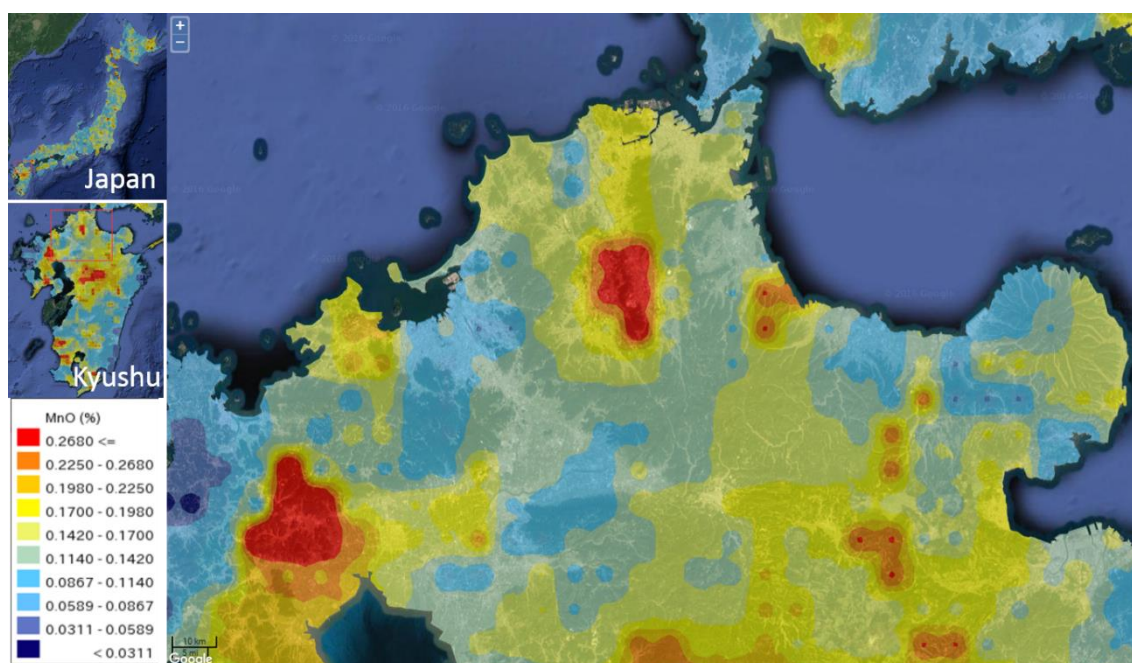 +
−
Japan
Kyushu
MnO (%)
0.2680 <=
0.2250 - 0.2680
0.1980 - 0.2250
0.1700 - 0.1980
0.1420 - 0.1700
0.1140 - 0.1420
0.0867 - 0.1140
0.0589 - 0.0867
0.0311 - 0.0589
< 0.0311
10 km
5 mi
Google